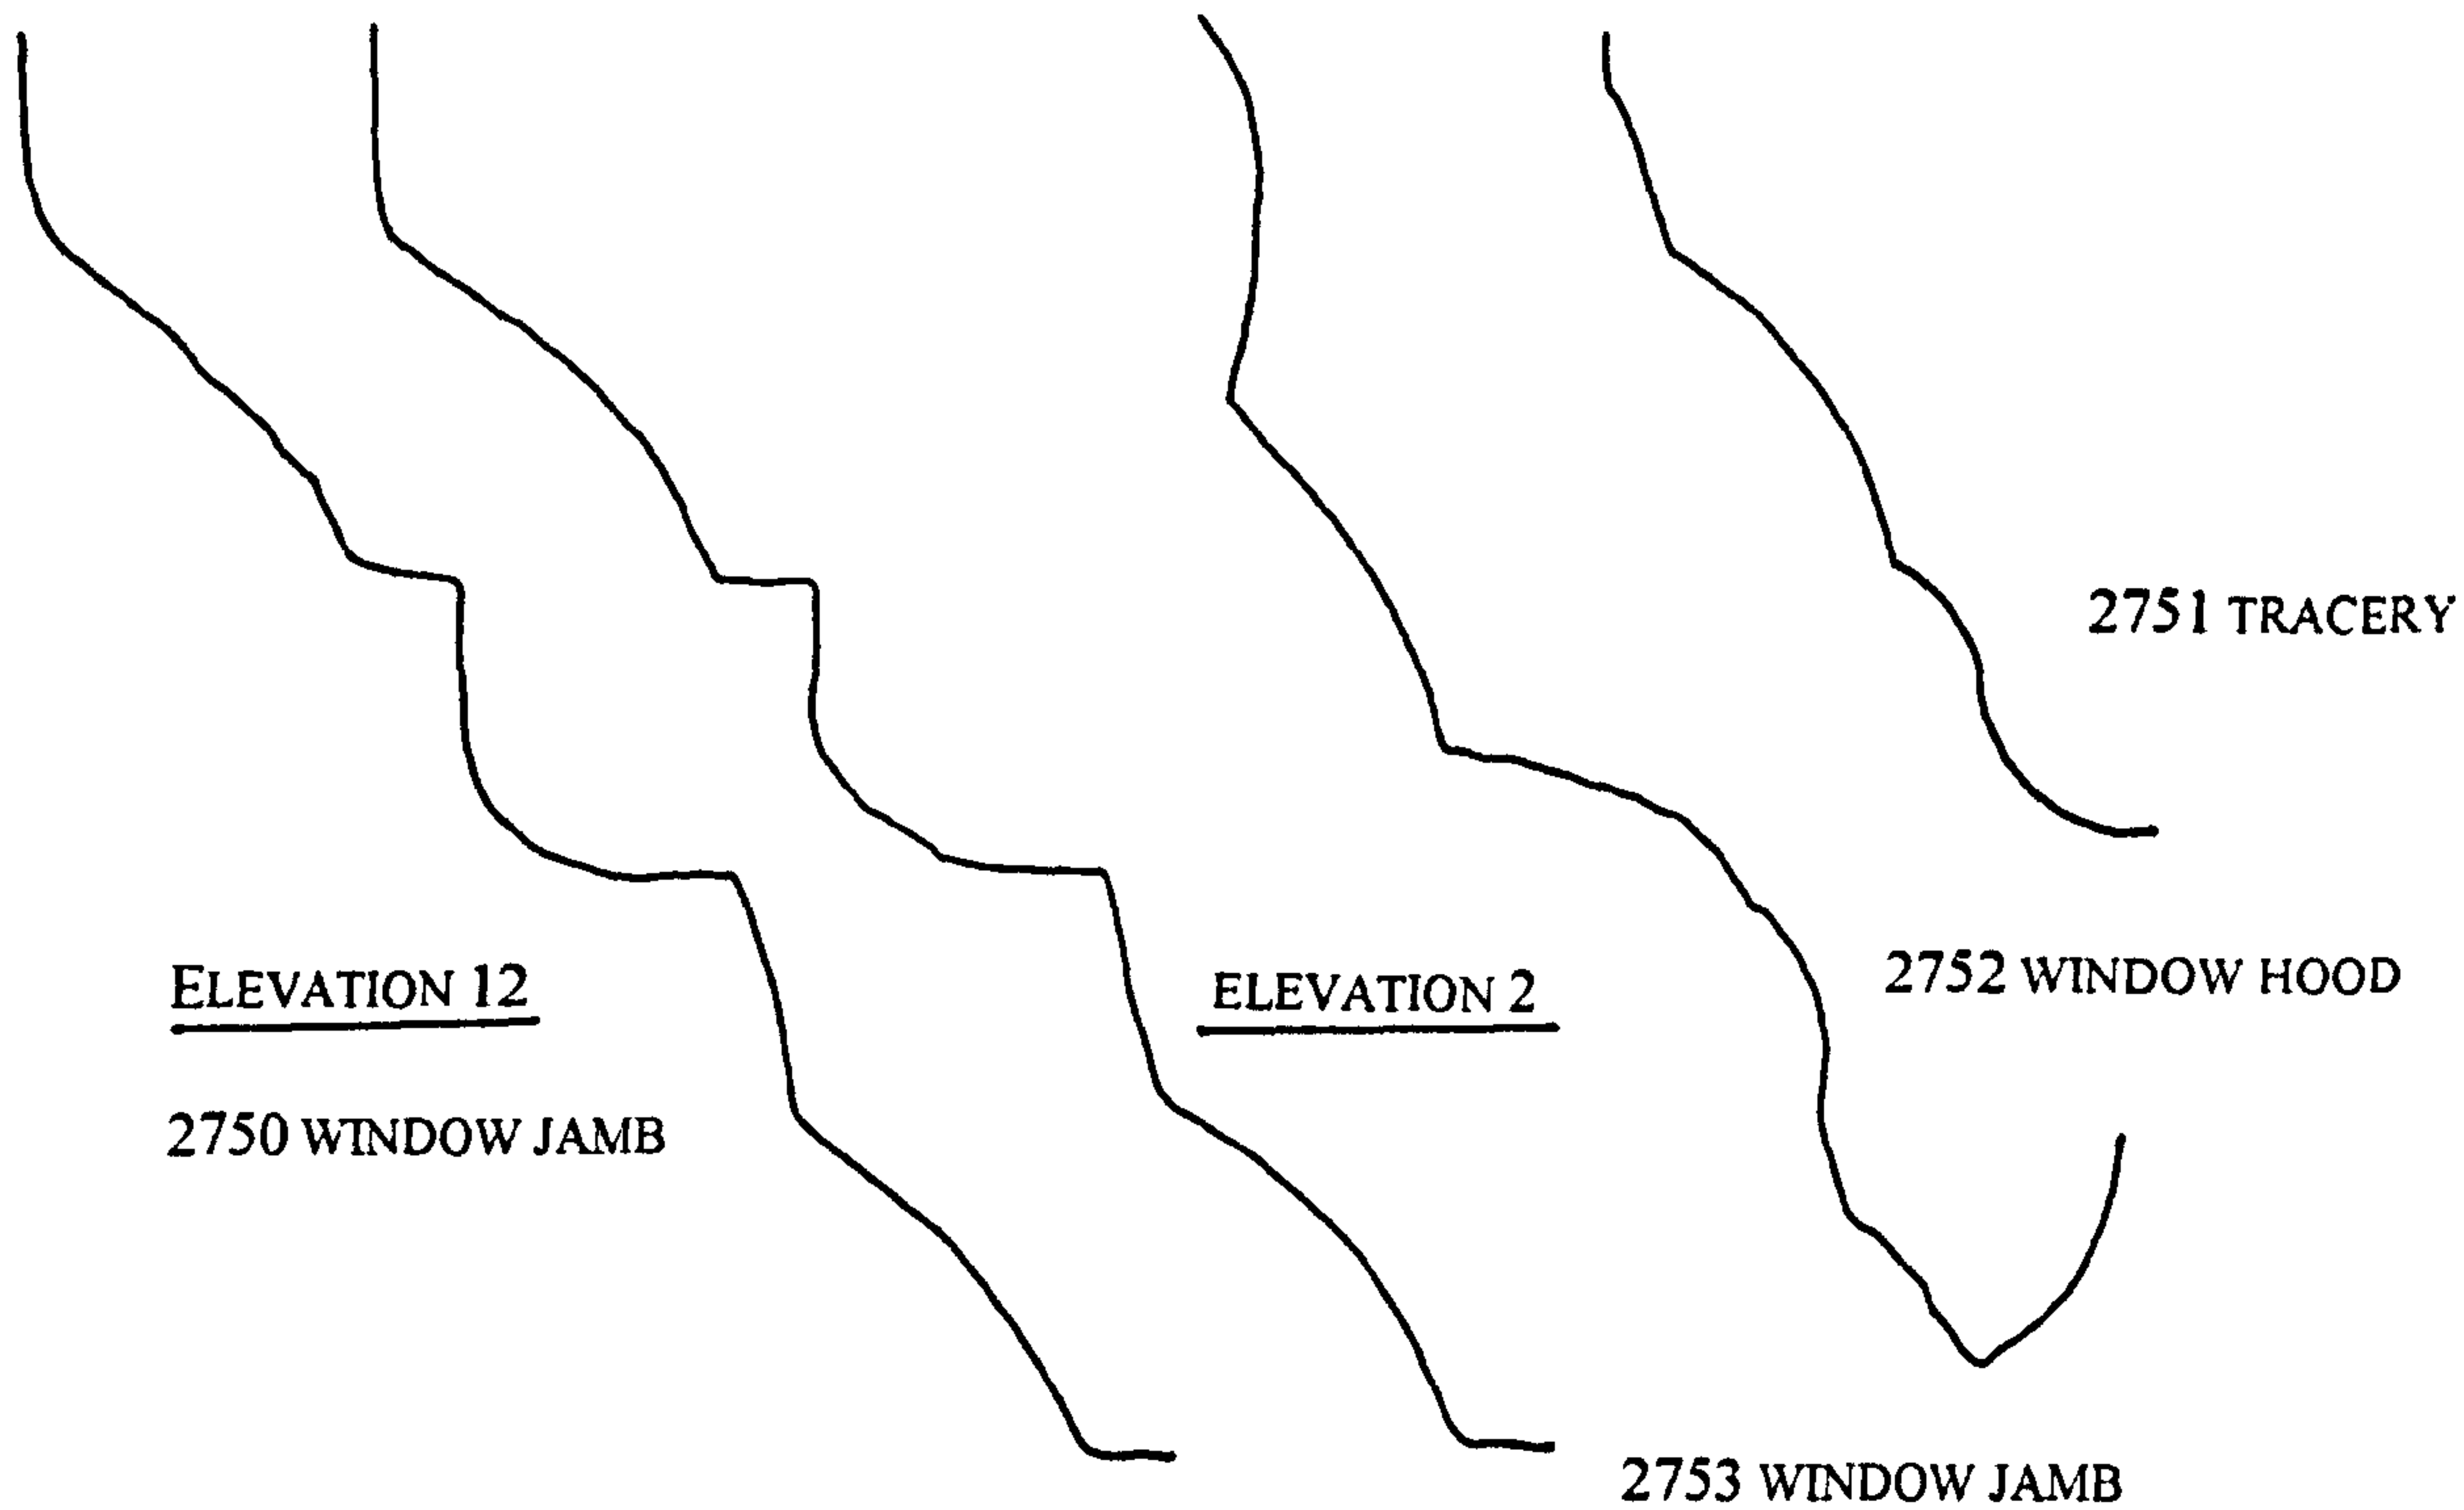 2751 TRACERY
2752 WINDOW HOOD
ELEVATION 12
ELEVATION 2
2750 WINDOW JAMB
2753 WINDOW JAMB